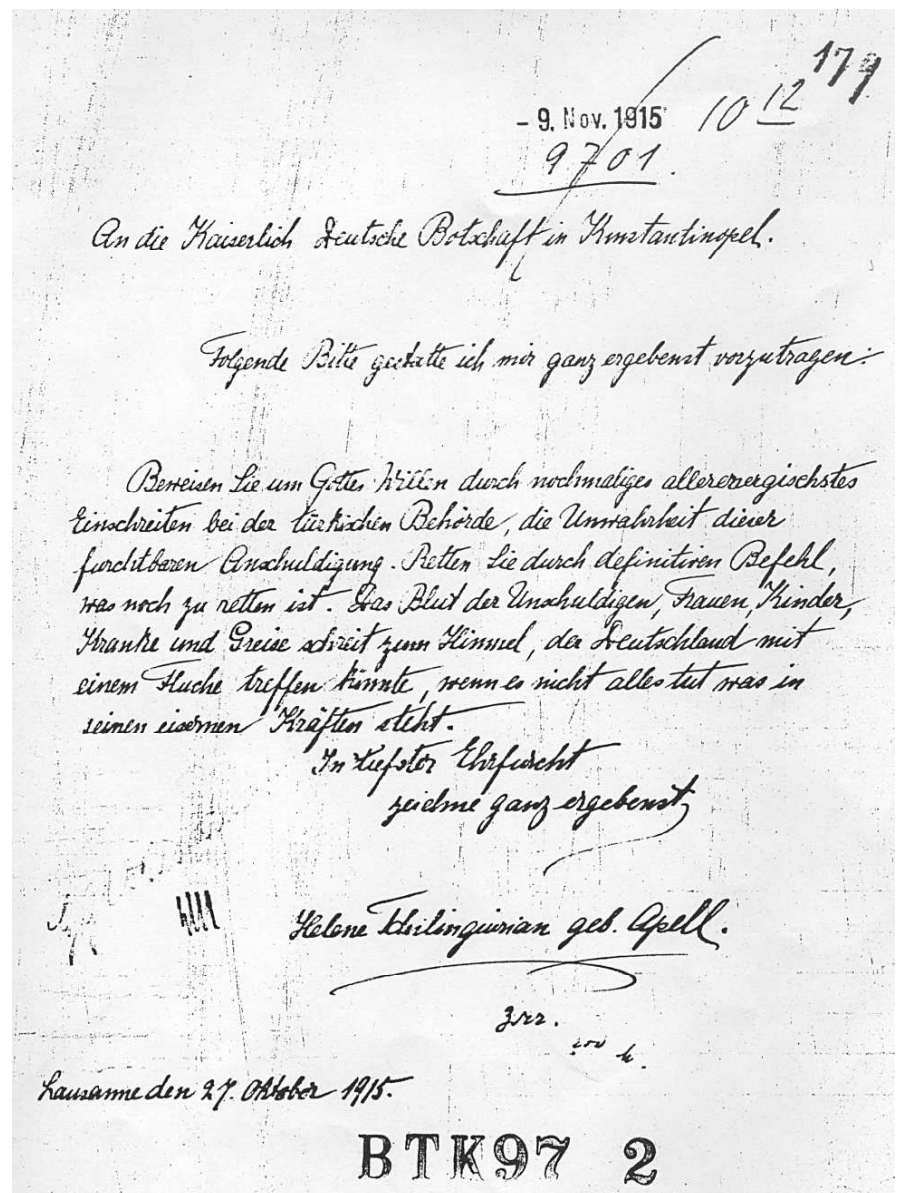 179
- 9. Nov. 1915 10 12
9701.
An die Kaiserlich Deutsche Botschaft in Konstantinopel.
Folgende Bitte gestatte ich mir ganz ergebenst vorzutragen:
Beweisen Sie um Gottes Willen durch nochmaliges allerenergischstes
Einschreiten bei der türkischen Behörde, die Unwahrheit dieser
furchtbaren Anschuldigung. Retten Sie durch definitiven Befehl,
was noch zu retten ist. Das Blut der Unschuldigen, Frauen, Kinder,
Kranke und Greise schreit zum Himmel, der Deutschland mit
einem Fluche treffen könnte, wenn es nicht alles tut was in
seinen eisernen Kräften steht.
In tiefster Ehrfurcht
zeichne ganz ergebenst
Helene Tchilinguirian geb. Apell.
Lausanne den 27. Oktober 1915.
BTK97 2